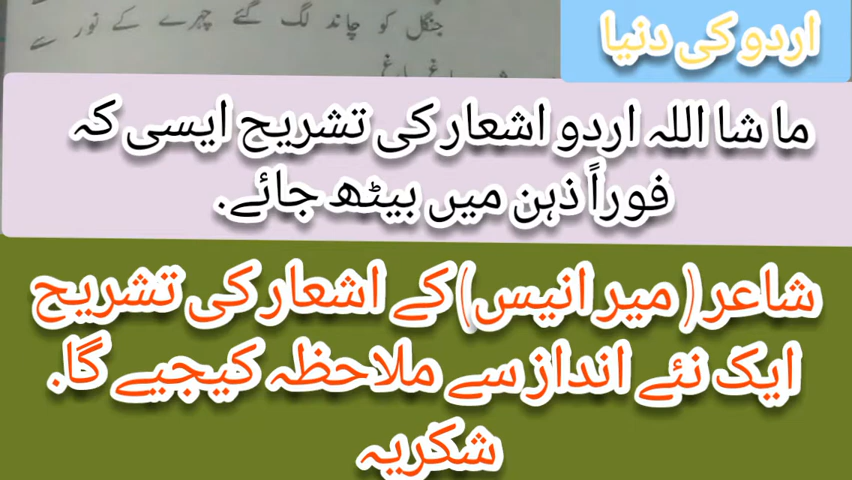 جنگل کو چاند لگ گئے چہرے کے نور سے
اردو کی دنیا
ما شا اللہ اردو اشعار کی تشریح ایسی کہ
فوراً ذہن میں بیٹھ جائے.
شاعر ( میر انیس) کے اشعار کی تشریح
ایک نئے انداز سے ملاحظہ کیجیے گا.
شکریہ